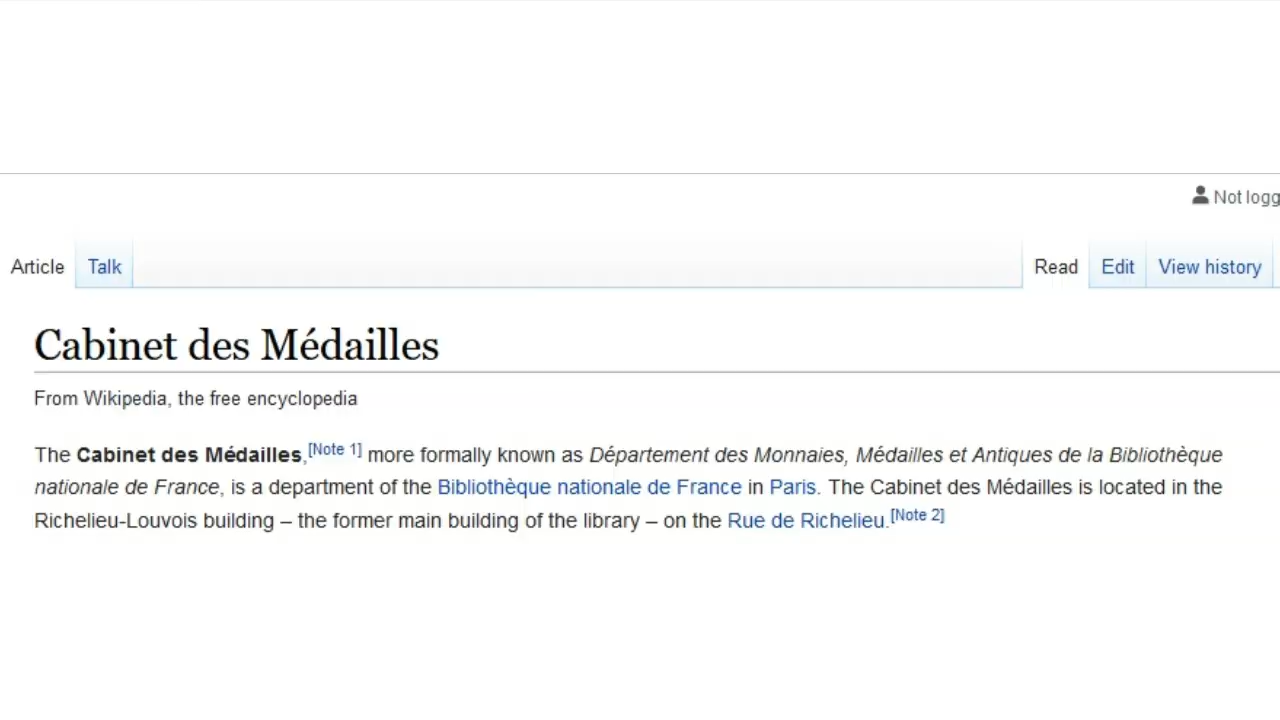 Not logg
Article Talk Read Edit View history
Cabinet des Médailles
From Wikipedia, the free encyclopedia
The Cabinet des Médailles,[Note 1] more formally known as Département des Monnaies, Médailles et Antiques de la Bibliothèque
nationale de France, is a department of the Bibliothèque nationale de France in Paris. The Cabinet des Médailles is located in the
Richelieu-Louvois building – the former main building of the library – on the Rue de Richelieu.[Note 2]